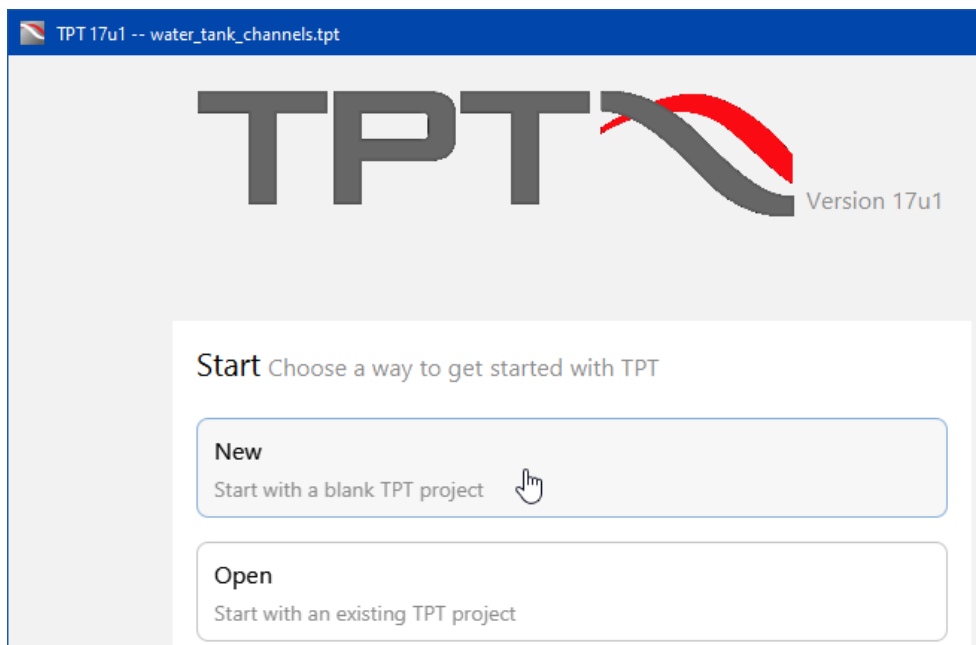 TPT 17u1 -- water_tank_channels.tpt
TPT
Version 17u1
Start Choose a way to get started with TPT
New
Start with a blank TPT project
Open
Start with an existing TPT project